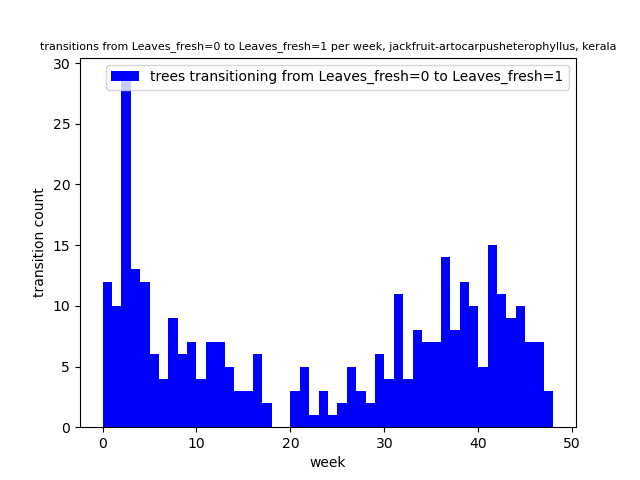 transitions from Leaves_fresh=0 to Leaves_fresh=1 per week, jackfruit-artocarpusheterophyllus, kerala
trees transitioning from Leaves_fresh=0 to Leaves_fresh=1
30
25
20
15
10
5
0
transition count
0 10 20 30 40 50
week